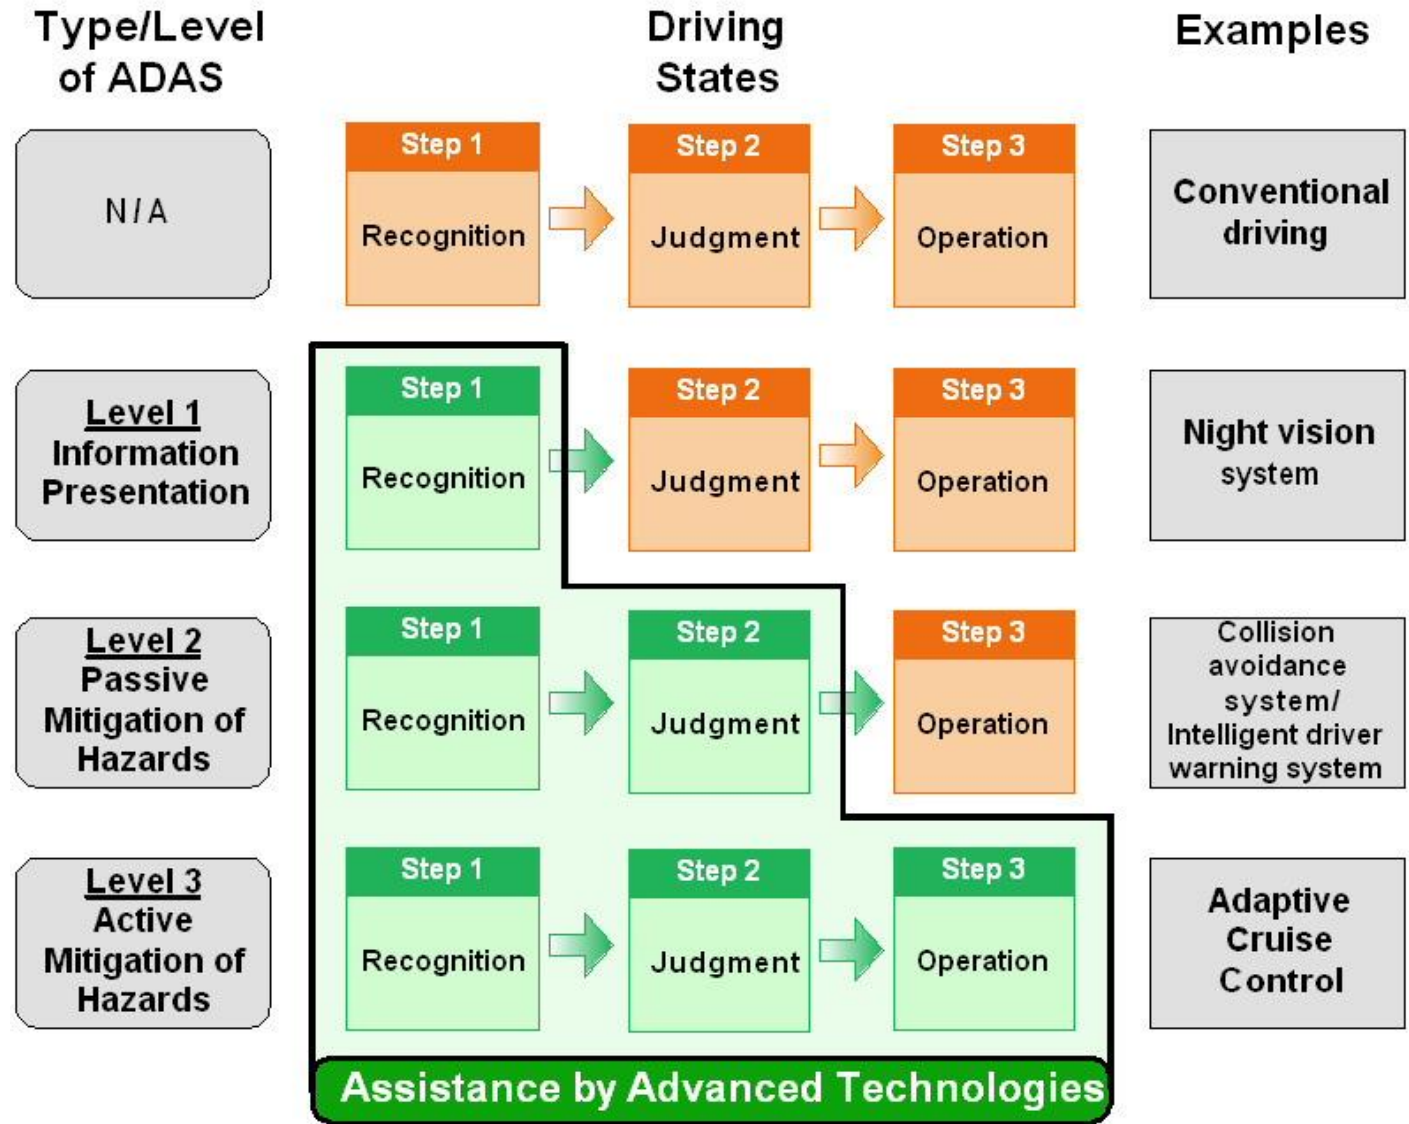 Type/Level
of ADAS
Driving
States
Examples
N/A
Step 1
Recognition
Step 2
Judgment
Step 3
Operation
Conventional
driving
Level 1
Information
Presentation
Step 1
Recognition
Step 2
Judgment
Step 3
Operation
Night vision
system
Level 2
Passive
Mitigation of
Hazards
Step 1
Recognition
Step 2
Judgment
Step 3
Operation
Collision
avoidance
system/
Intelligent driver
warning system
Level 3
Active
Mitigation of
Hazards
Step 1
Recognition
Step 2
Judgment
Step 3
Operation
Adaptive
Cruise
Control
Assistance by Advanced Technologies